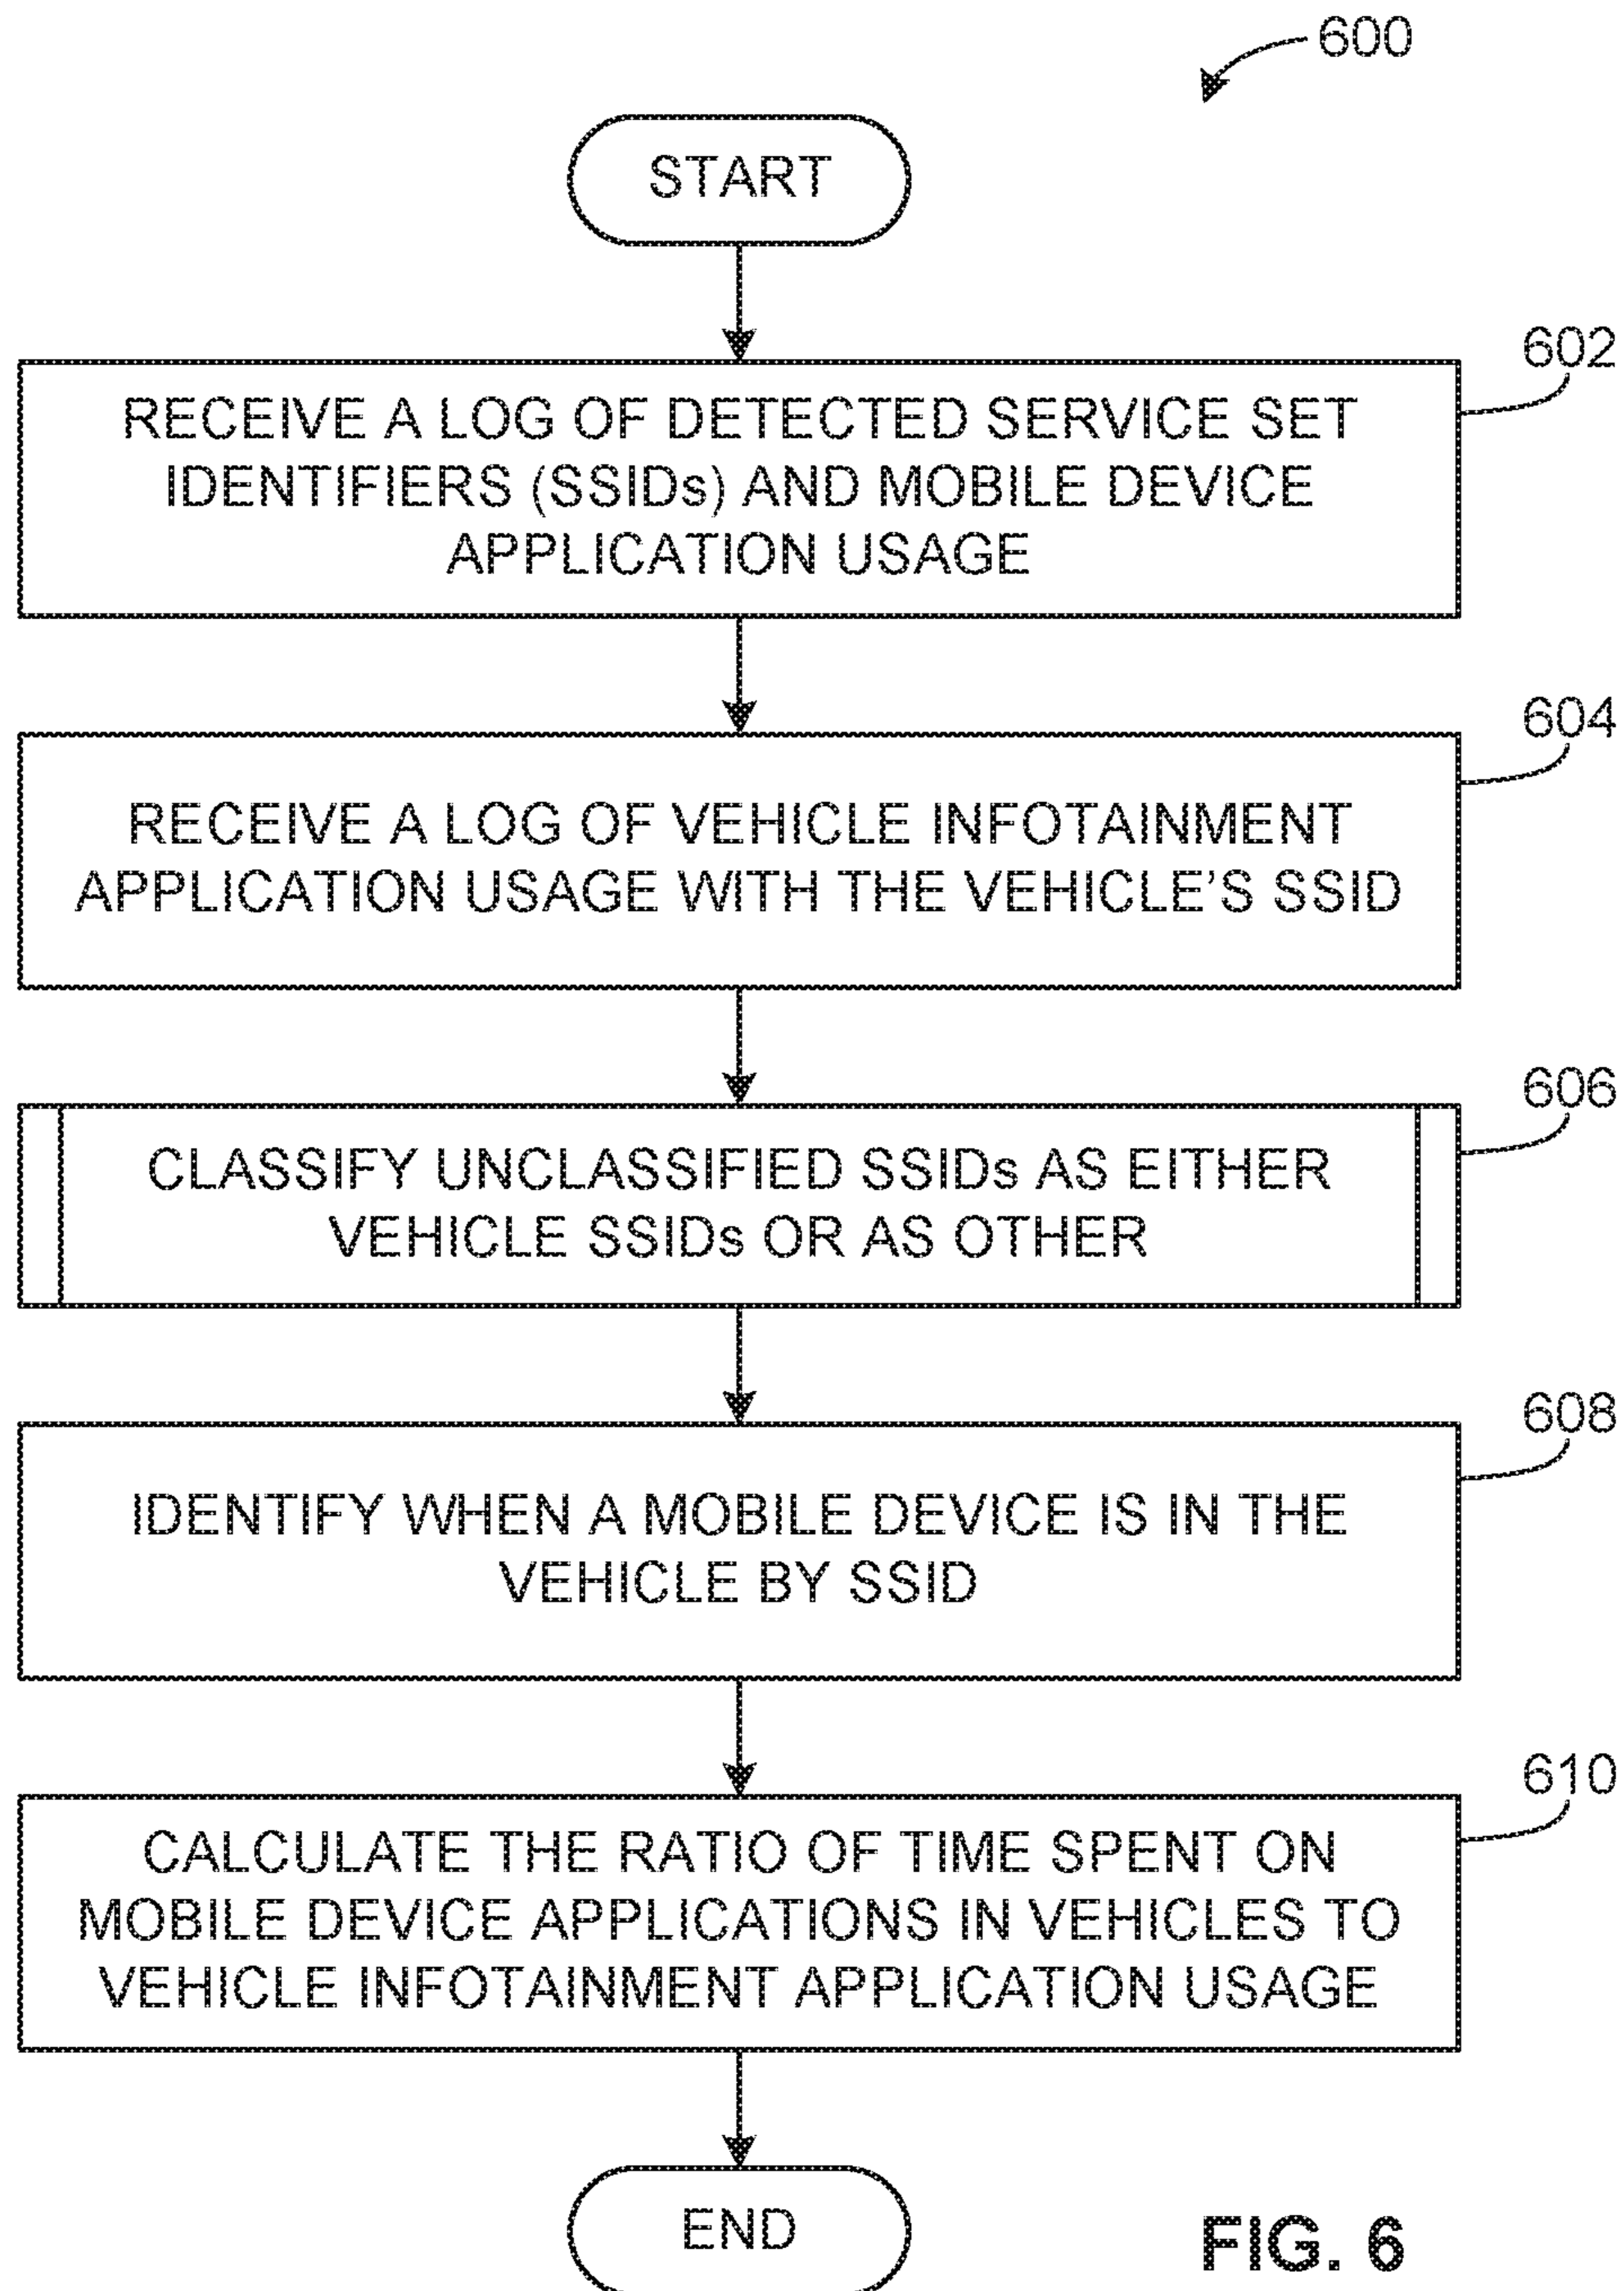 600
START
602
RECEIVE A LOG OF DETECTED SERVICE SET
IDENTIFIERS (SSIDs) AND MOBILE DEVICE
APPLICATION USAGE
604
RECEIVE A LOG OF VEHICLE INFOTAINMENT
APPLICATION USAGE WITH THE VEHICLE'S SSID
606
CLASSIFY UNCLASSIFIED SSIDs AS EITHER
VEHICLE SSIDs OR AS OTHER
608
IDENTIFY WHEN A MOBILE DEVICE IS IN THE
VEHICLE BY SSID
610
CALCULATE THE RATIO OF TIME SPENT ON
MOBILE DEVICE APPLICATIONS IN VEHICLES TO
VEHICLE INFOTAINMENT APPLICATION USAGE
END
FIG. 6